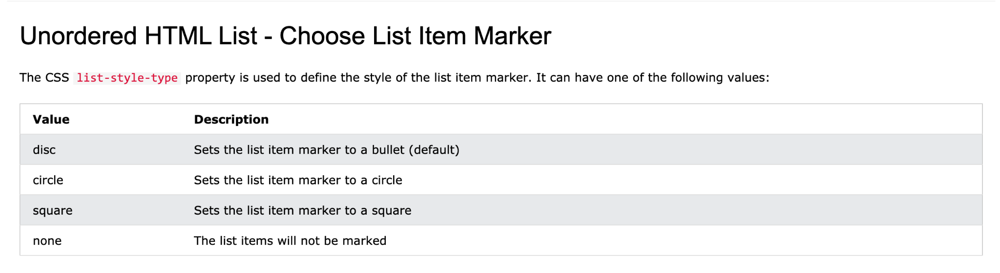 Unordered HTML List - Choose List Item Marker
The CSS list-style-type property is used to define the style of the list item marker. It can have one of the following values:
Value Description
disc Sets the list item marker to a bullet (default)
circle Sets the list item marker to a circle
square Sets the list item marker to a square
none The list items will not be marked